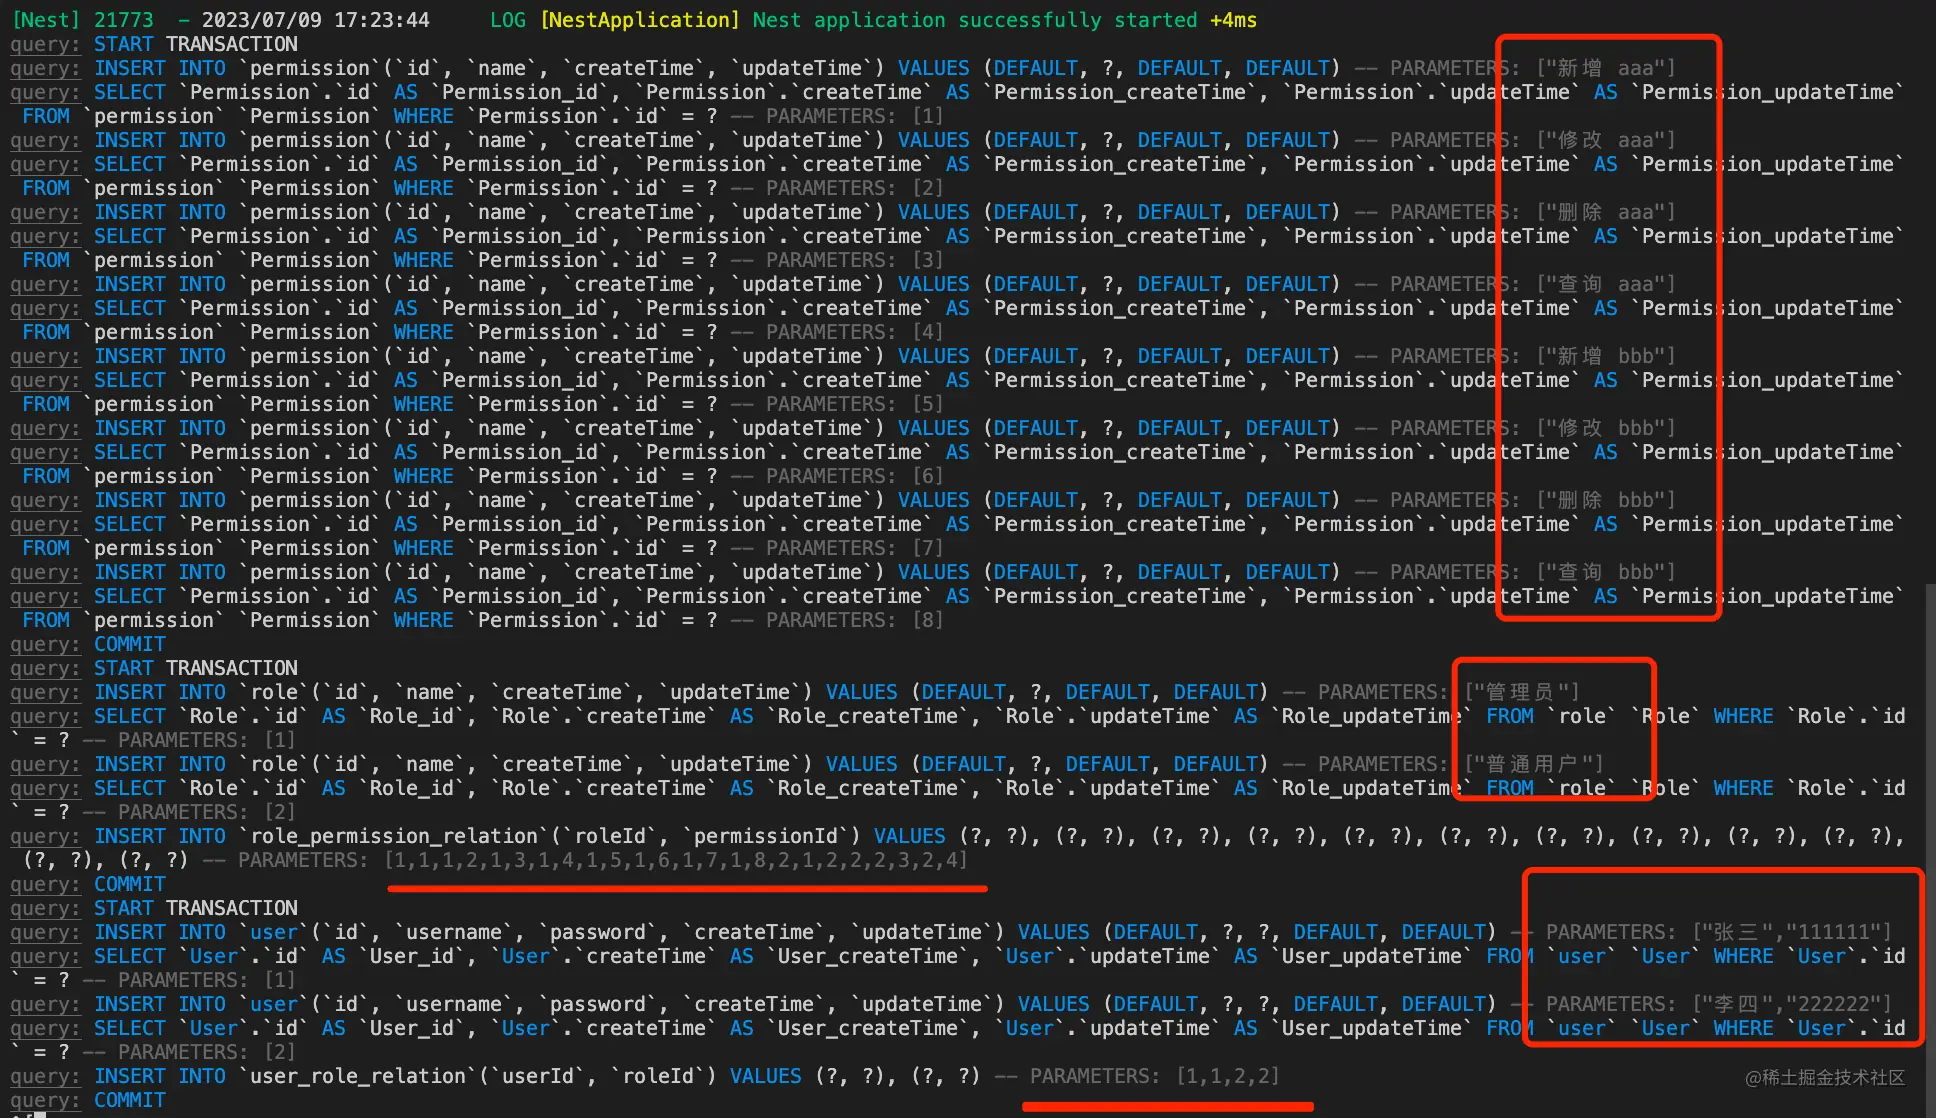 [Nest] 21773  - 2023/07/09 17:23:44     LOG [NestApplication] Nest application successfully started +4ms
query: START TRANSACTION
query: INSERT INTO `permission`(`id`, `name`, `createTime`, `updateTime`) VALUES (DEFAULT, ?, DEFAULT, DEFAULT) -- PARAMETERS: ["新增 aaa"]
query: SELECT `Permission`.`id` AS `Permission_id`, `Permission`.`createTime` AS `Permission_createTime`, `Permission`.`updateTime` AS `Permission_updateTime`
FROM `permission` `Permission` WHERE `Permission`.`id` = ? -- PARAMETERS: [1]
query: INSERT INTO `permission`(`id`, `name`, `createTime`, `updateTime`) VALUES (DEFAULT, ?, DEFAULT, DEFAULT) -- PARAMETERS: ["修改 aaa"]
query: SELECT `Permission`.`id` AS `Permission_id`, `Permission`.`createTime` AS `Permission_createTime`, `Permission`.`updateTime` AS `Permission_updateTime`
FROM `permission` `Permission` WHERE `Permission`.`id` = ? -- PARAMETERS: [2]
query: INSERT INTO `permission`(`id`, `name`, `createTime`, `updateTime`) VALUES (DEFAULT, ?, DEFAULT, DEFAULT) -- PARAMETERS: ["删除 aaa"]
query: SELECT `Permission`.`id` AS `Permission_id`, `Permission`.`createTime` AS `Permission_createTime`, `Permission`.`updateTime` AS `Permission_updateTime`
FROM `permission` `Permission` WHERE `Permission`.`id` = ? -- PARAMETERS: [3]
query: INSERT INTO `permission`(`id`, `name`, `createTime`, `updateTime`) VALUES (DEFAULT, ?, DEFAULT, DEFAULT) -- PARAMETERS: ["查询 aaa"]
query: SELECT `Permission`.`id` AS `Permission_id`, `Permission`.`createTime` AS `Permission_createTime`, `Permission`.`updateTime` AS `Permission_updateTime`
FROM `permission` `Permission` WHERE `Permission`.`id` = ? -- PARAMETERS: [4]
query: INSERT INTO `permission`(`id`, `name`, `createTime`, `updateTime`) VALUES (DEFAULT, ?, DEFAULT, DEFAULT) -- PARAMETERS: ["新增 bbb"]
query: SELECT `Permission`.`id` AS `Permission_id`, `Permission`.`createTime` AS `Permission_createTime`, `Permission`.`updateTime` AS `Permission_updateTime`
FROM `permission` `Permission` WHERE `Permission`.`id` = ? -- PARAMETERS: [5]
query: INSERT INTO `permission`(`id`, `name`, `createTime`, `updateTime`) VALUES (DEFAULT, ?, DEFAULT, DEFAULT) -- PARAMETERS: ["修改 bbb"]
query: SELECT `Permission`.`id` AS `Permission_id`, `Permission`.`createTime` AS `Permission_createTime`, `Permission`.`updateTime` AS `Permission_updateTime`
FROM `permission` `Permission` WHERE `Permission`.`id` = ? -- PARAMETERS: [6]
query: INSERT INTO `permission`(`id`, `name`, `createTime`, `updateTime`) VALUES (DEFAULT, ?, DEFAULT, DEFAULT) -- PARAMETERS: ["删除 bbb"]
query: SELECT `Permission`.`id` AS `Permission_id`, `Permission`.`createTime` AS `Permission_createTime`, `Permission`.`updateTime` AS `Permission_updateTime`
FROM `permission` `Permission` WHERE `Permission`.`id` = ? -- PARAMETERS: [7]
query: INSERT INTO `permission`(`id`, `name`, `createTime`, `updateTime`) VALUES (DEFAULT, ?, DEFAULT, DEFAULT) -- PARAMETERS: ["查询 bbb"]
query: SELECT `Permission`.`id` AS `Permission_id`, `Permission`.`createTime` AS `Permission_createTime`, `Permission`.`updateTime` AS `Permission_updateTime`
FROM `permission` `Permission` WHERE `Permission`.`id` = ? -- PARAMETERS: [8]
query: COMMIT
query: START TRANSACTION
query: INSERT INTO `role`(`id`, `name`, `createTime`, `updateTime`) VALUES (DEFAULT, ?, DEFAULT, DEFAULT) -- PARAMETERS: ["管理员"]
query: SELECT `Role`.`id` AS `Role_id`, `Role`.`createTime` AS `Role_createTime`, `Role`.`updateTime` AS `Role_updateTime` FROM `role` `Role` WHERE `Role`.`id
` = ? -- PARAMETERS: [1]
query: INSERT INTO `role`(`id`, `name`, `createTime`, `updateTime`) VALUES (DEFAULT, ?, DEFAULT, DEFAULT) -- PARAMETERS: ["普通用户"]
query: SELECT `Role`.`id` AS `Role_id`, `Role`.`createTime` AS `Role_createTime`, `Role`.`updateTime` AS `Role_updateTime` FROM `role` `Role` WHERE `Role`.`id
` = ? -- PARAMETERS: [2]
query: INSERT INTO `role_permission_relation`(`roleId`, `permissionId`) VALUES (?, ?), (?, ?), (?, ?), (?, ?), (?, ?), (?, ?), (?, ?), (?, ?), (?, ?), (?, ?),
(?, ?), (?, ?) -- PARAMETERS: [1,1,1,2,1,3,1,4,1,5,1,6,1,7,1,8,2,1,2,2,2,3,2,4]
query: COMMIT
query: START TRANSACTION
query: INSERT INTO `user`(`id`, `username`, `password`, `createTime`, `updateTime`) VALUES (DEFAULT, ?, ?, DEFAULT, DEFAULT) -- PARAMETERS: ["张三","111111"]
query: SELECT `User`.`id` AS `User_id`, `User`.`createTime` AS `User_createTime`, `User`.`updateTime` AS `User_updateTime` FROM `user` `User` WHERE `User`.`id
` = ? -- PARAMETERS: [1]
query: INSERT INTO `user`(`id`, `username`, `password`, `createTime`, `updateTime`) VALUES (DEFAULT, ?, ?, DEFAULT, DEFAULT) -- PARAMETERS: ["李四","222222"]
query: SELECT `User`.`id` AS `User_id`, `User`.`createTime` AS `User_createTime`, `User`.`updateTime` AS `User_updateTime` FROM `user` `User` WHERE `User`.`id
` = ? -- PARAMETERS: [2]
query: INSERT INTO `user_role_relation`(`userId`, `roleId`) VALUES (?, ?), (?, ?) -- PARAMETERS: [1,1,2,2]
@稀土掘金技术社区
query: COMMIT